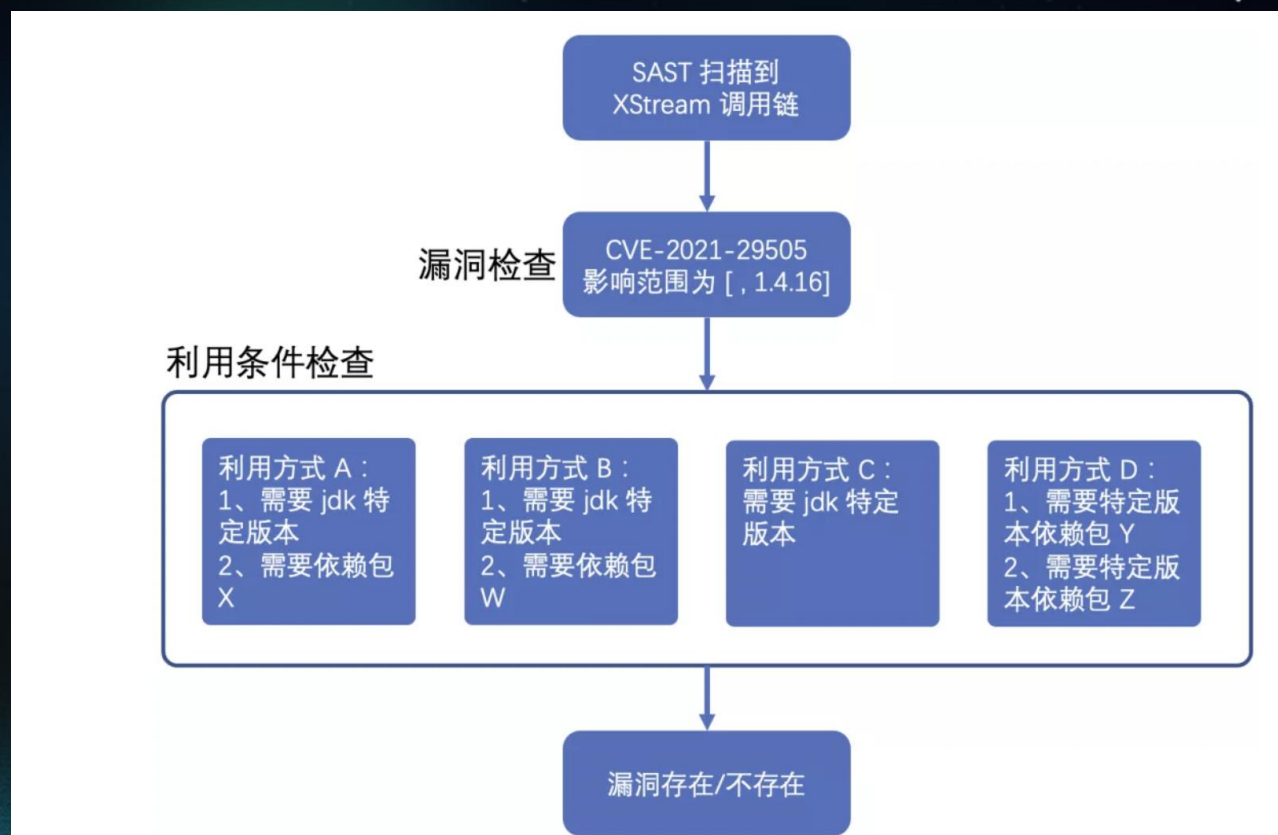 SAST 扫描到
XStream 调用链
漏洞检查
CVE-2021-29505
影响范围为 [ , 1.4.16]
利用条件检查
利用方式 A：
1、需要 jdk 特
定版本
2、需要依赖包
X
利用方式 B：
1、需要 jdk 特
定版本
2、需要依赖包
W
利用方式 C：
需要 jdk 特定
版本
利用方式 D：
1、需要特定版
本依赖包 Y
2、需要特定版
本依赖包 Z
漏洞存在/不存在